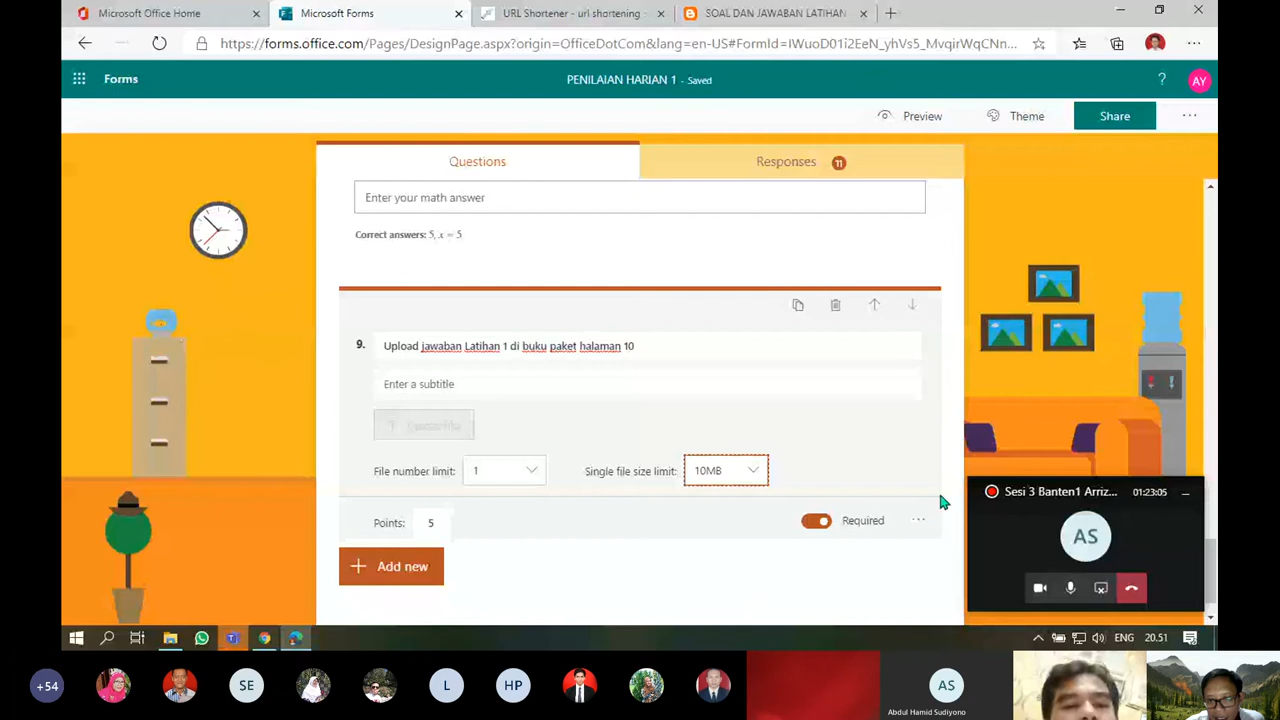 Microsoft Office Home
Microsoft Forms
URL Shortener - url shortening -
SOAL DAN JAWABAN LATIHAN
https://forms.office.com/Pages/DesignPage.aspx?origin=OfficeDotCom&lang=en-US#FormId=IWuoD01i2EeN_yhVs5_MvqirWqCNn...
Forms
PENILAIAN HARIAN 1 - Saved
?
AY
Preview
Theme
Share
Questions
Responses 11
Enter your math answer
Correct answers: 5, x = 5
9. Upload jawaban Latihan 1 di buku paket halaman 10
Enter a subtitle
File number limit: 1
Single file size limit: 10MB
Points: 5
Required
Add new
Sesi 3 Banten1 Arriz... 01:23:05
AS
ENG 20.51
+54
SE
L
HP
AS
Abdul Hamid Sudiyono